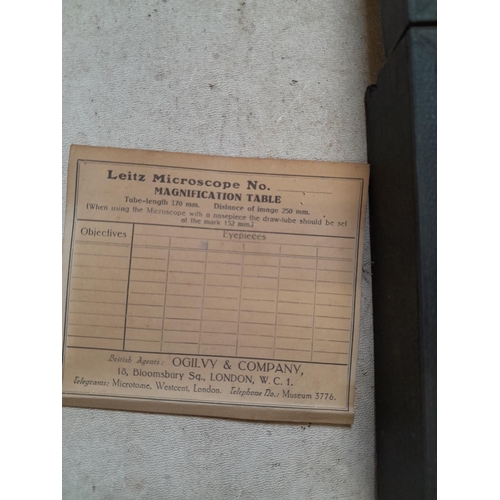 Leitz Microscope No.
MAGNIFICATION TABLE
Tube-length 170 mm. Distance of image 250 mm.
(When using the Microscope with a nosepiece the draw-tube should be set
at the mark 152 mm.)
Objectives Eyepieces
British Agents: OGILVY & COMPANY,
18, Bloomsbury Sq., LONDON, W.C.1.
Telegrams: Microtome, Westcent, London. Telephone No.: Museum 3776.